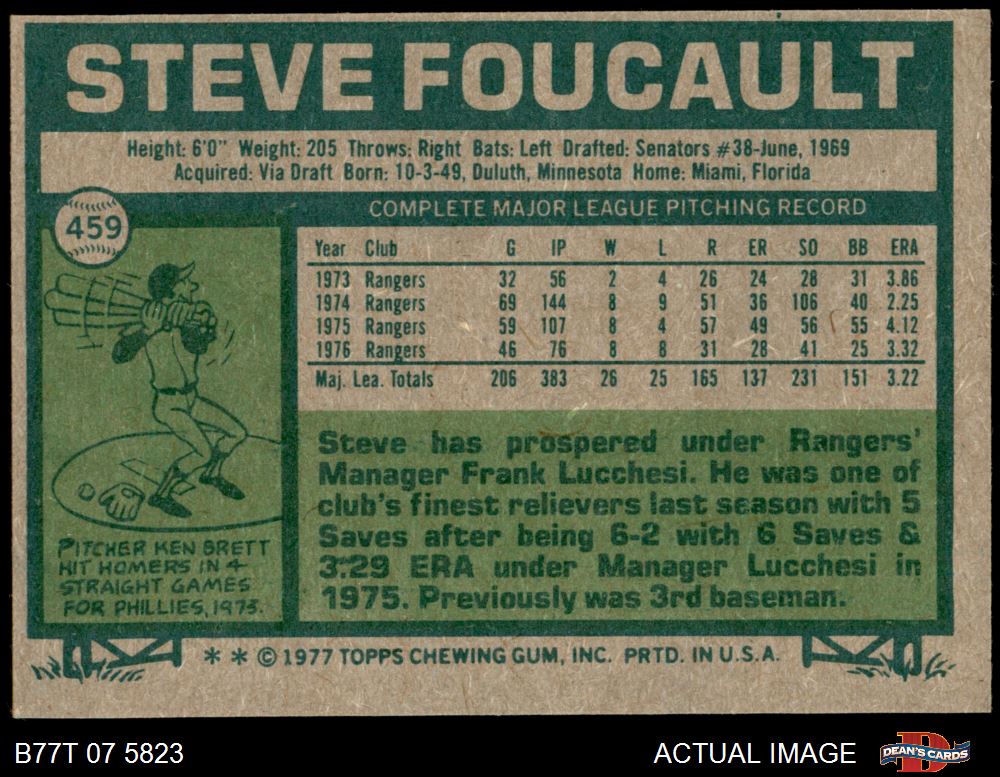 STEVE FOUCAULT
Height: 6'0" Weight: 205 Throws: Right Bats: Left Drafted: Senators #38-June, 1969
Acquired: Via Draft Born: 10-3-49, Duluth, Minnesota Home: Miami, Florida
459
COMPLETE MAJOR LEAGUE PITCHING RECORD
Year Club G IP W L R ER SO BB ERA
1973 Rangers 32 56 2 4 26 24 28 31 3.86
1974 Rangers 69 144 8 9 51 36 106 40 2.25
1975 Rangers 59 107 8 4 57 49 56 55 4.12
1976 Rangers 46 76 8 8 31 28 41 25 3.32
Maj. Lea. Totals 206 383 26 25 165 137 231 151 3.22
Steve has prospered under Rangers'
Manager Frank Lucchesi. He was one of
club's finest relievers last season with 5
Saves after being 6-2 with 6 Saves &
3.29 ERA under Manager Lucchesi in
1975. Previously was 3rd baseman.
PITCHER KEN BRETT
HIT HOMERS IN 4
STRAIGHT GAMES
FOR PHILLIES, 1973.
* * © 1977 TOPPS CHEWING GUM, INC. PRTD. IN U.S.A.
B77T 07 5823
ACTUAL IMAGE
D
DEAN'S CARDS